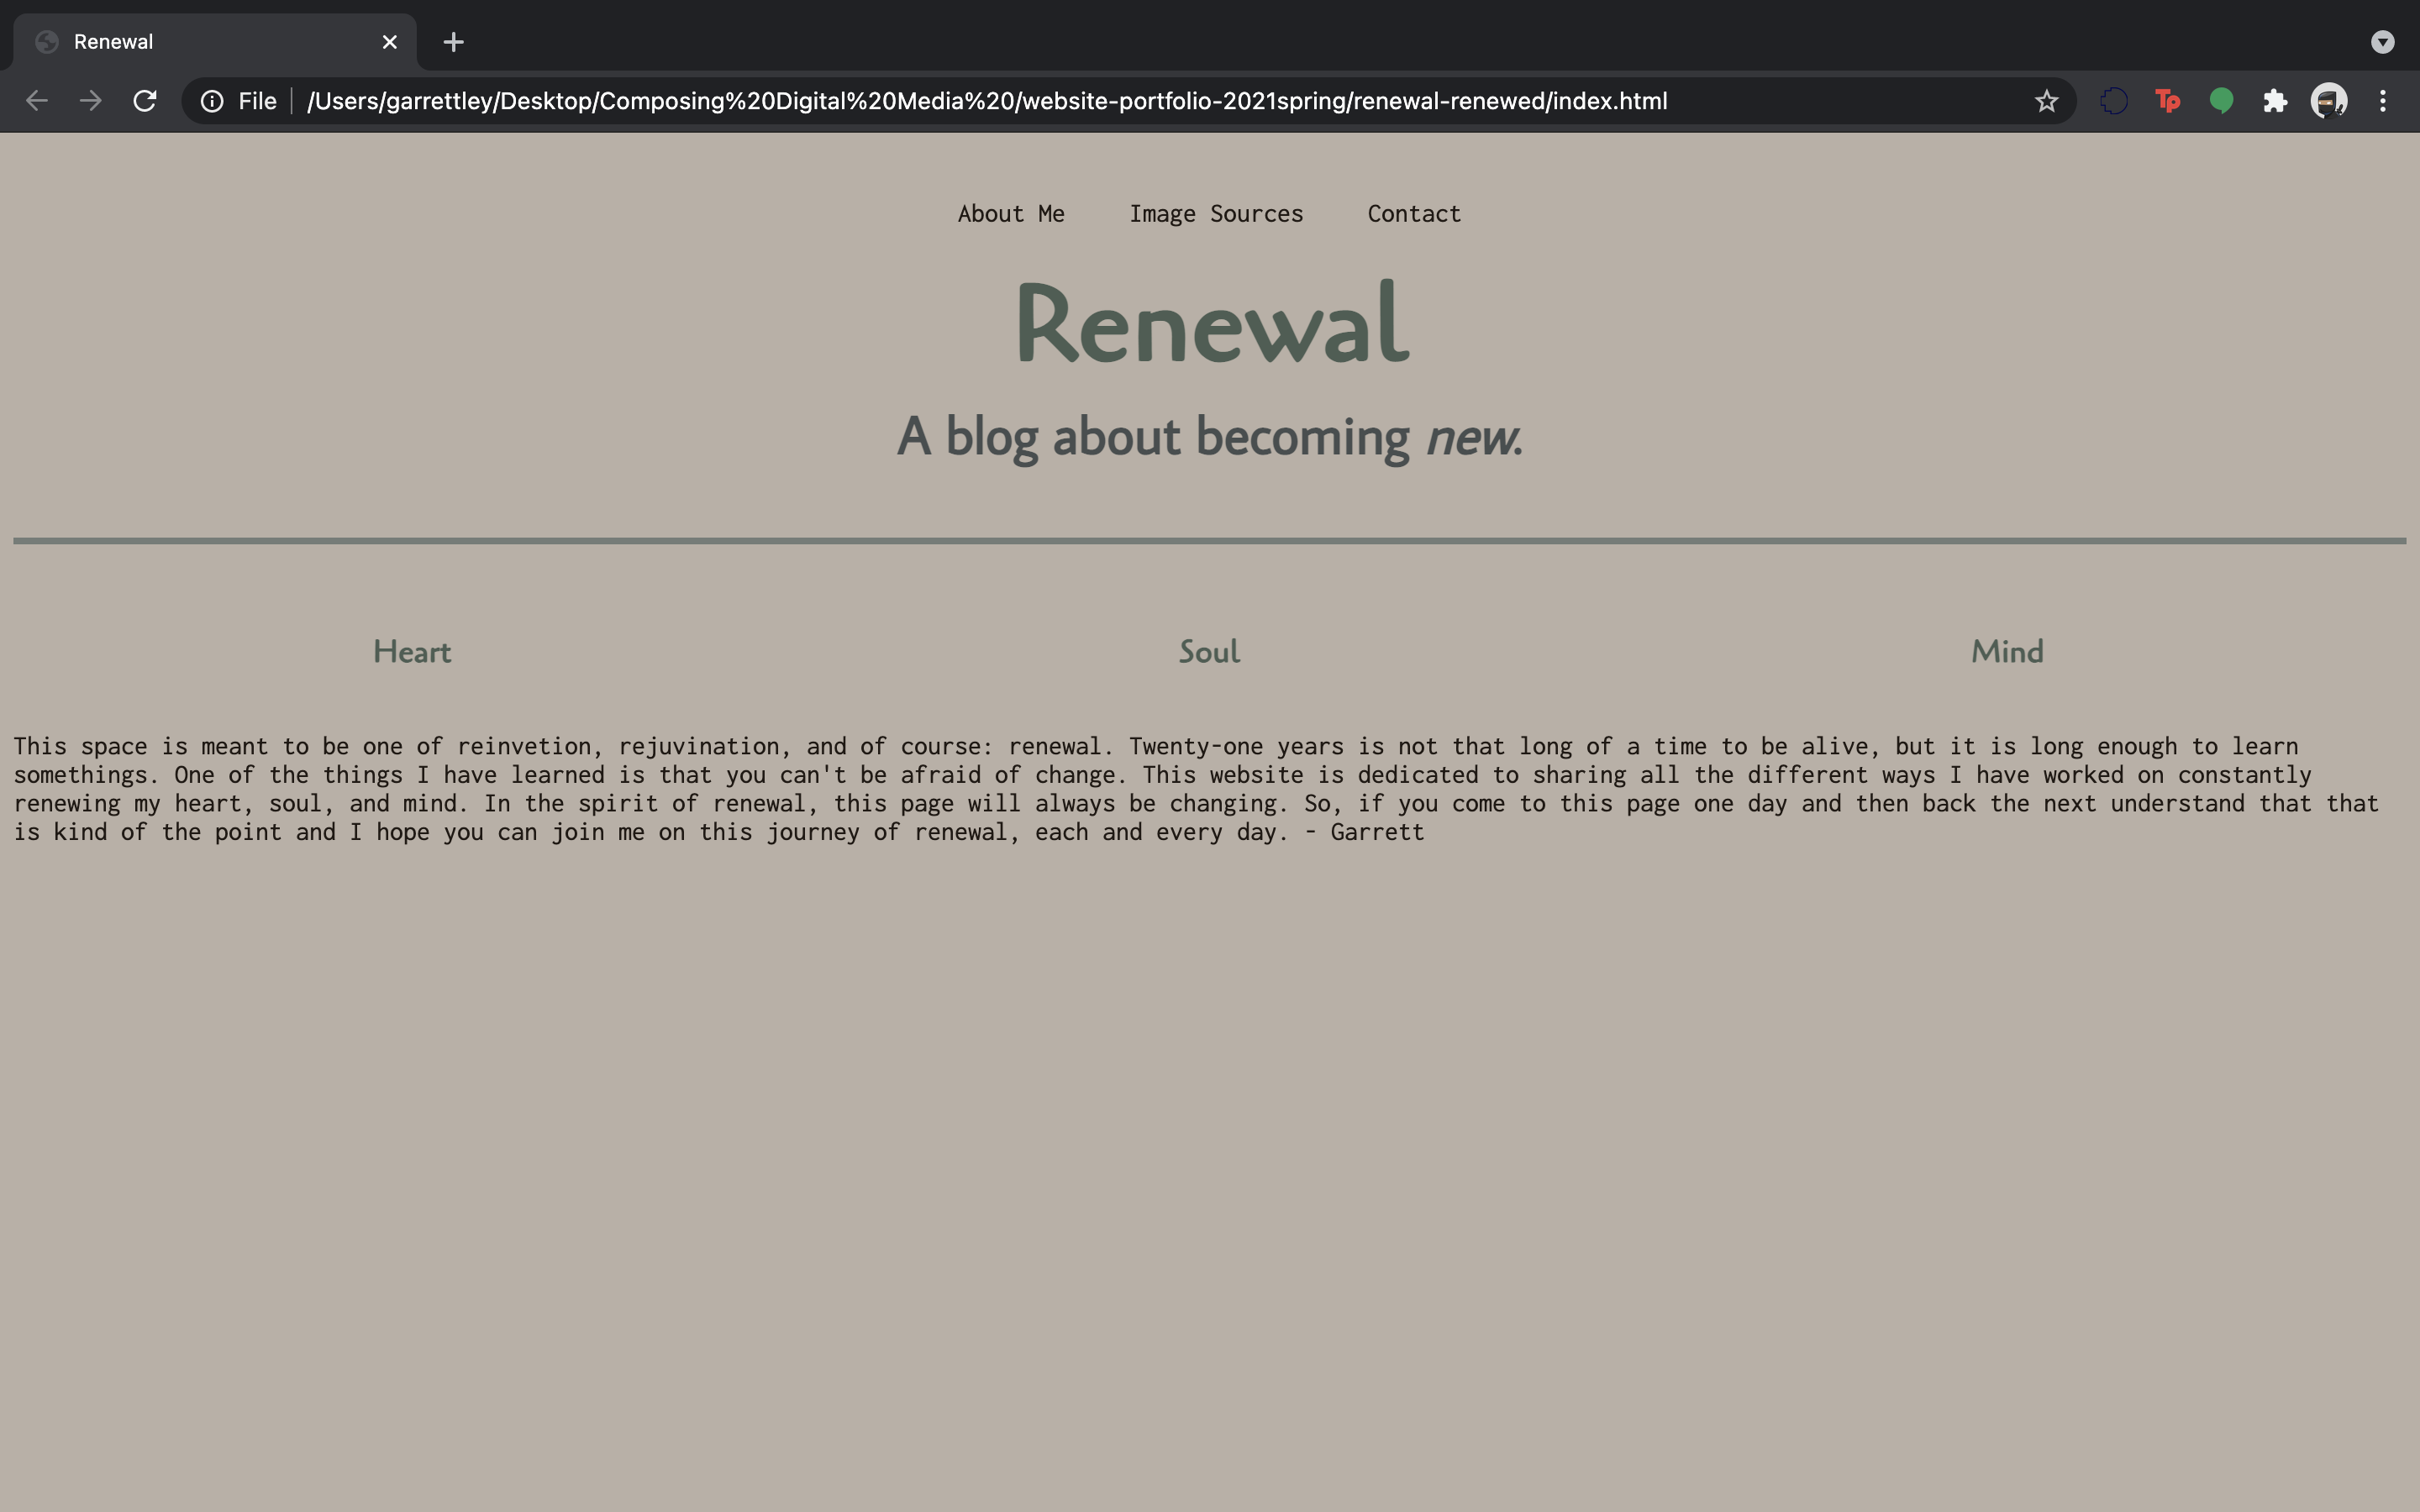 Renewal
File /Users/garrettley/Desktop/Composing%20Digital%20Media%20/website-portfolio-2021spring/renewal-renewed/index.html
Tp
About Me Image Sources Contact
Renewal
A blog about becoming new.
Heart Soul Mind
This space is meant to be one of reinvetion, rejuvination, and of course: renewal. Twenty-one years is not that long of a time to be alive, but it is long enough to learn
somethings. One of the things I have learned is that you can't be afraid of change. This website is dedicated to sharing all the different ways I have worked on constantly
renewing my heart, soul, and mind. In the spirit of renewal, this page will always be changing. So, if you come to this page one day and then back the next understand that that
is kind of the point and I hope you can join me on this journey of renewal, each and every day. - Garrett